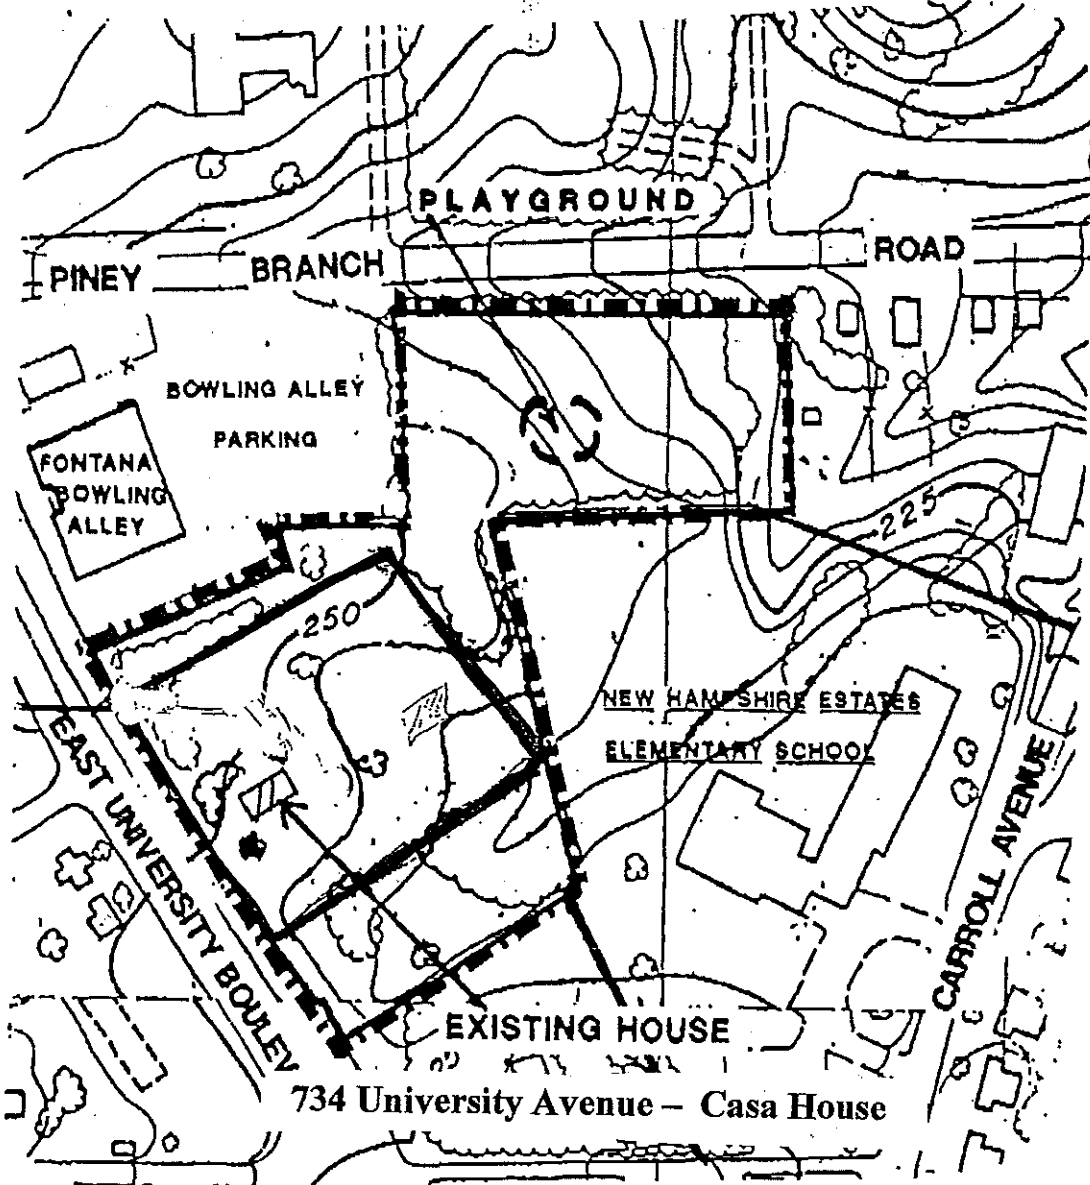 PLAYGROUND
PINEY BRANCH ROAD
BOWLING ALLEY
PARKING
FONTANA
BOWLING
ALLEY
225
250
NEW HAMPSHIRE ESTATES
ELEMENTARY SCHOOL
EAST UNIVERSITY BOULEV
CARROLL AVENUE
EXISTING HOUSE
734 University Avenue – Casa House